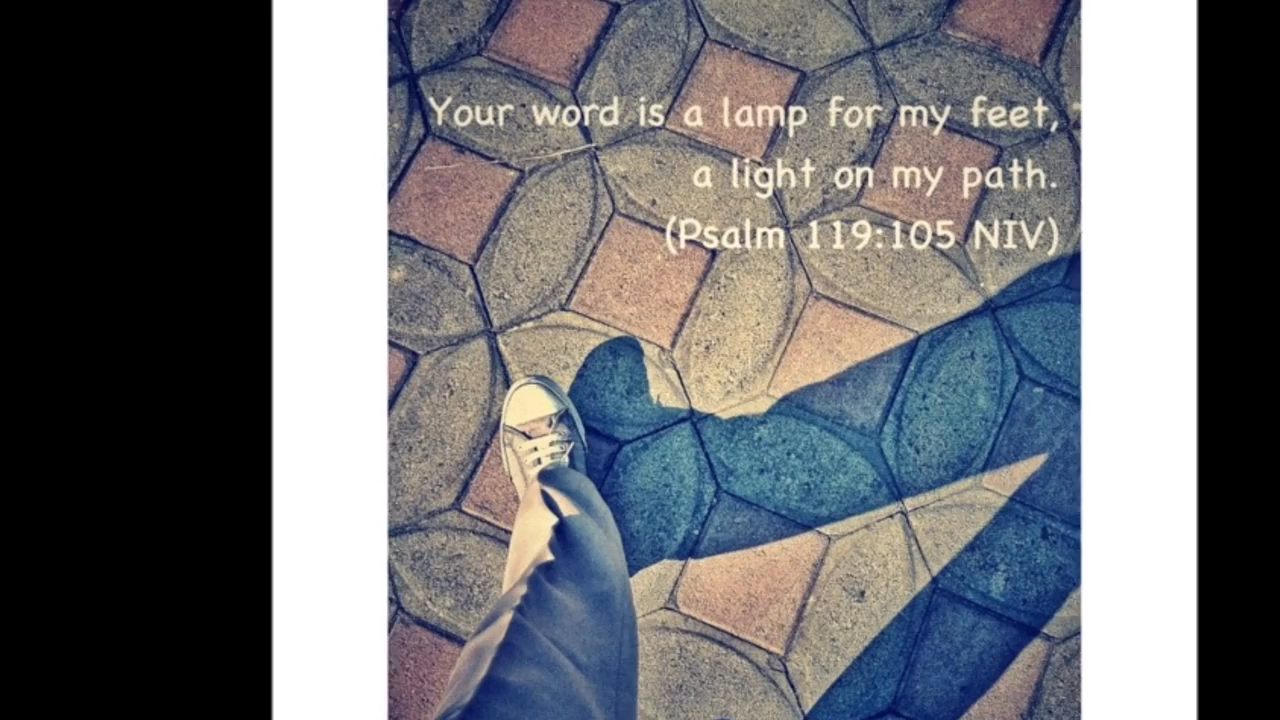 Your word is a lamp for my feet,
a light on my path.
(Psalm 119:105 NIV)